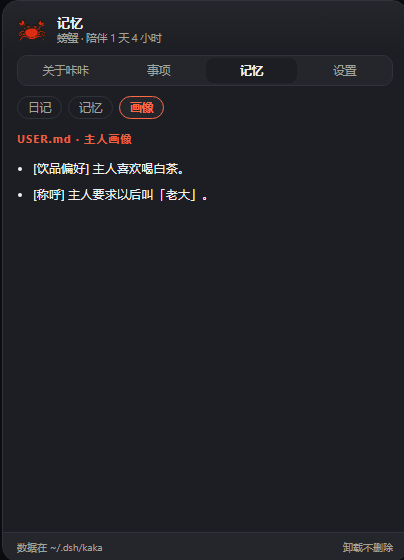 记忆
螃蟹 · 陪伴 1 天 4 小时
关于咔咔 事项 记忆 设置
日记 记忆 画像
USER.md · 主人画像
• [饮品偏好] 主人喜欢喝白茶。
• [称呼] 主人要求以后叫「老大」。
数据在 ~/.dsh/kaka 卸载不删除